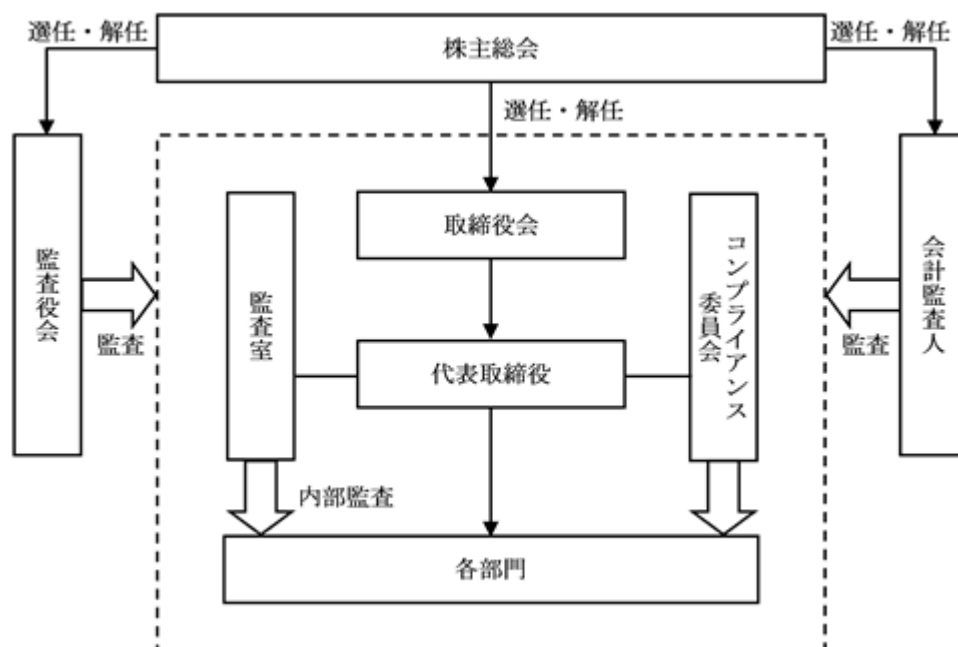 選任・解任
株主総会
選任・解任
選任・解任
監査役会
監査
監査室
取締役会
代表取締役
コンプライアンス
委員会
監査
会計監査人
内部監査
各部門